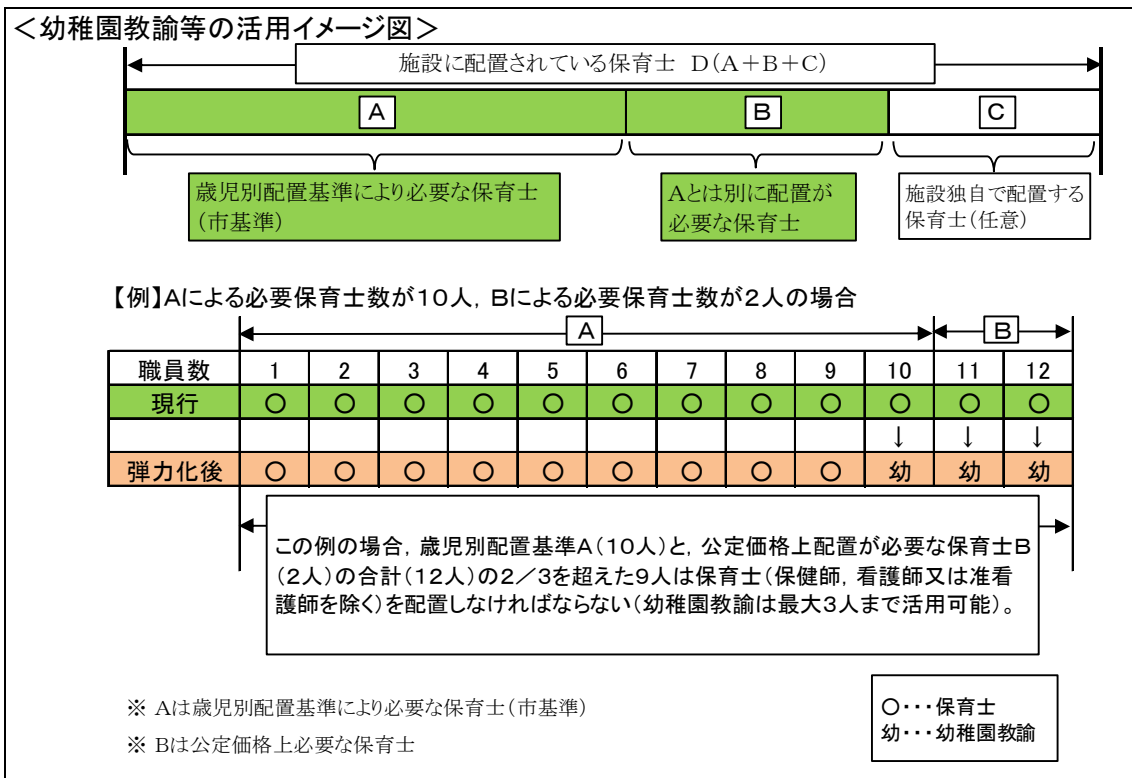 ＜幼稚園教諭等の活用イメージ図＞
施設に配置されている保育士 D(A＋B＋C)
A B C
歳児別配置基準により必要な保育士
(市基準)
Aとは別に配置が
必要な保育士
施設独自で配置する
保育士(任意)
【例】Aによる必要保育士数が１０人，Bによる必要保育士数が２人の場合
A B
職員数 1 2 3 4 5 6 7 8 9 10 11 12
現行 ○ ○ ○ ○ ○ ○ ○ ○ ○ ○ ○ ○
↓ ↓ ↓
弾力化後 ○ ○ ○ ○ ○ ○ ○ ○ ○ 幼 幼 幼
この例の場合，歳児別配置基準A（１０人）と，公定価格上配置が必要な保育士B
（２人）の合計（１２人）の２／３を超えた９人は保育士（保健師，看護師又は准看
護師を除く）を配置しなければならない（幼稚園教諭は最大３人まで活用可能）。
※ Aは歳児別配置基準により必要な保育士(市基準)
※ Bは公定価格上必要な保育士
○・・・保育士
幼・・・幼稚園教諭